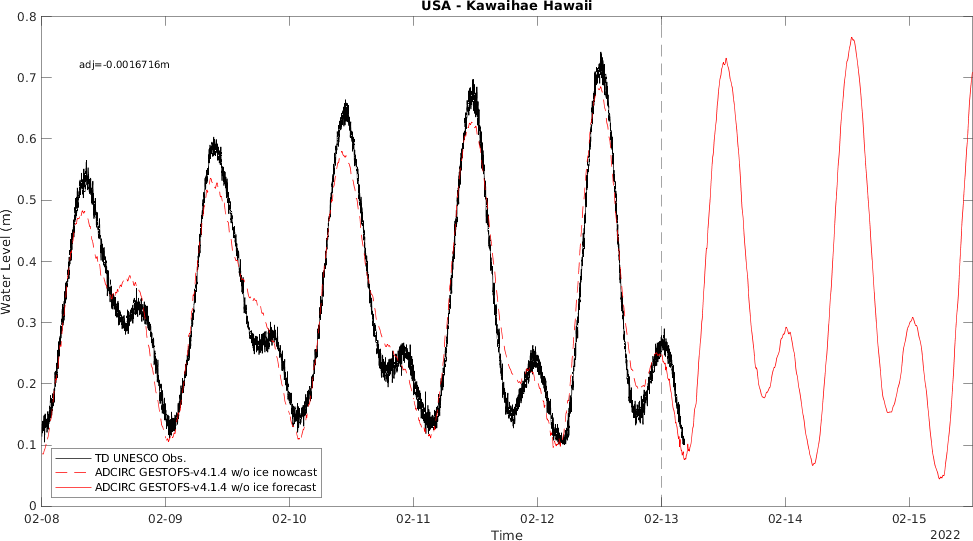 USA - Kawaihae Hawaii
adj=-0.0016716m
0.8
0.7
0.6
0.5
0.4
0.3
0.2
0.1
0
Water Level (m)
TD UNESCO Obs.
ADCIRC GESTOFS-v4.1.4 w/o ice nowcast
ADCIRC GESTOFS-v4.1.4 w/o ice forecast
02-08 02-09 02-10 02-11 02-12 02-13 02-14 02-15
Time
2022